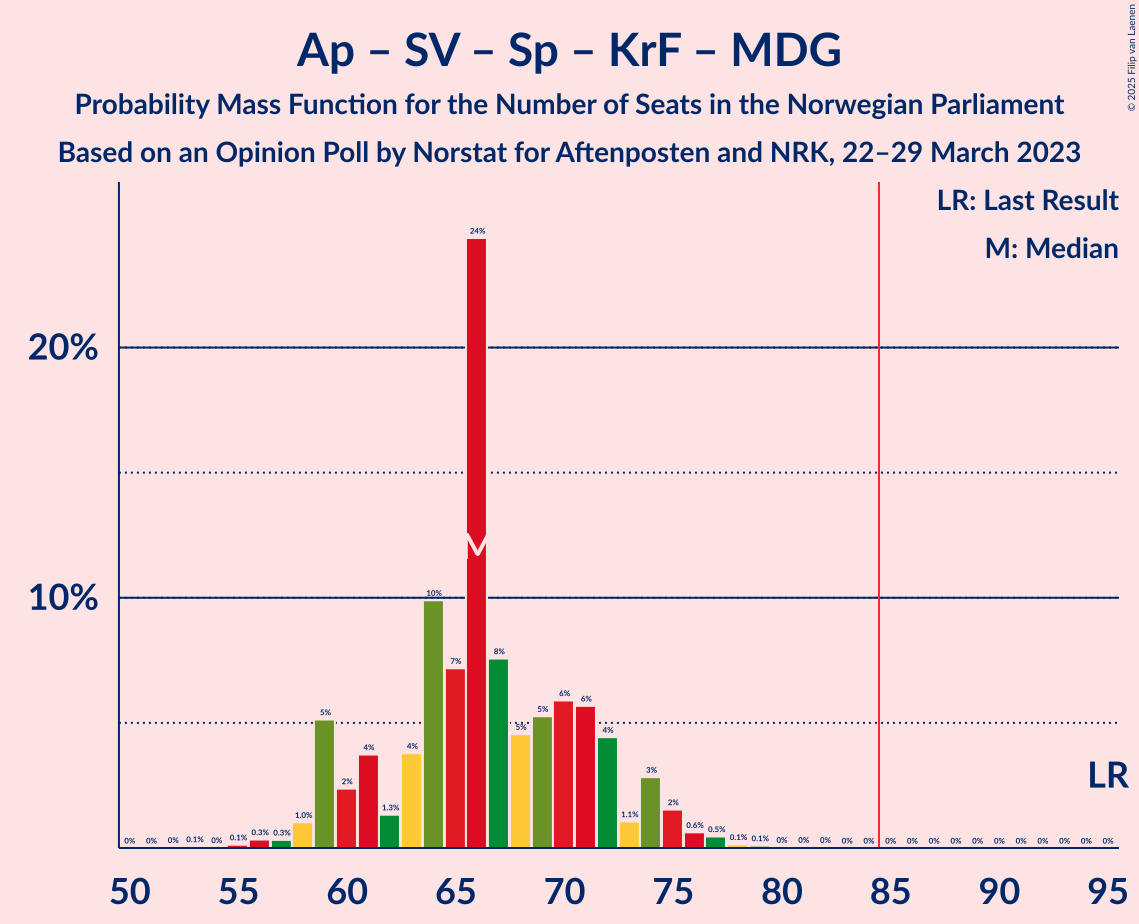 Ap – SV – Sp – KrF – MDG
Probability Mass Function for the Number of Seats in the Norwegian Parliament
Based on an Opinion Poll by Norstat for Aftenposten and NRK, 22–29 March 2023
© 2025 Filip van Laenen
LR: Last Result
M: Median
20%
10%
0% 0% 0% 0.1% 0% 0.1% 0.3% 0.3% 1.0% 5% 2% 4% 1.3% 4% 10% 7% 24% 8% 5% 5% 6% 6% 4% 1.1% 3% 2% 0.6% 0.5% 0.1% 0.1% 0% 0% 0% 0% 0% 0% 0% 0% 0% 0% 0% 0% 0% 0% 0% 0%
M
LR
50 55 60 65 70 75 80 85 90 95